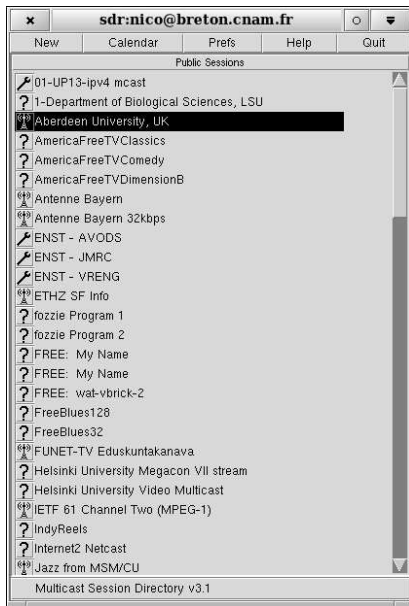 sdr:nico@breton.cnam.fr
New Calendar Prefs Help Quit
Public Sessions
01-UP13-ipv4 mcast
1-Department of Biological Sciences, LSU
Aberdeen University, UK
AmericaFreeTVClassics
AmericaFreeTVComedy
AmericaFreeTVDimensionB
Antenne Bayern
Antenne Bayern 32kbps
ENST - AVODS
ENST - JMRC
ENST - VRENG
ETHZ SF Info
fozzie Program 1
fozzie Program 2
FREE: My Name
FREE: My Name
FREE: wat-vbrick-2
FreeBlues128
FreeBlues32
FUNET-TV Eduskuntakanava
Helsinki University Megacon VII stream
Helsinki University Video Multicast
IETF 61 Channel Two (MPEG-1)
IndyReels
Internet2 Netcast
Jazz from MSM/CU
Multicast Session Directory v3.1